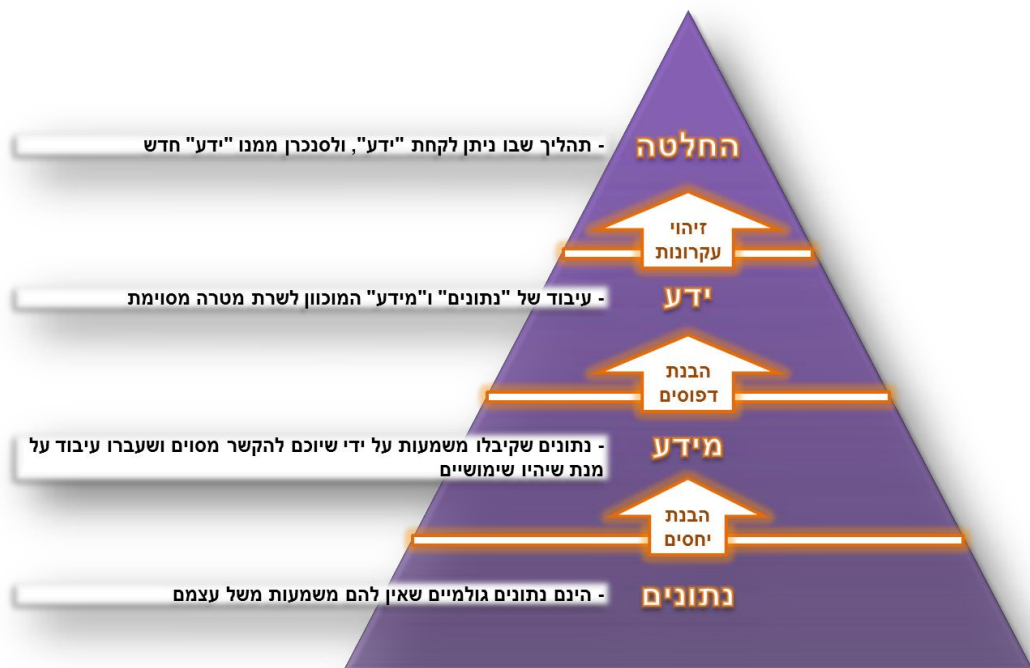 החלטה
- תהליך שבו ניתן לקחת "ידע", ולסנכרן ממנו "ידע" חדש
זיהוי
עקרונות
ידע
- עיבוד של "נתונים" ו"מידע" המוכוון לשרת מטרה מסוימת
הבנת
דפוסים
מידע
- נתונים שקיבלו משמעות על ידי שיוכם להקשר מסוים ושעברו עיבוד על
מנת שיהיו שימושיים
הבנת
יחסים
נתונים
- הינם נתונים גולמיים שאין להם משמעות משל עצמם